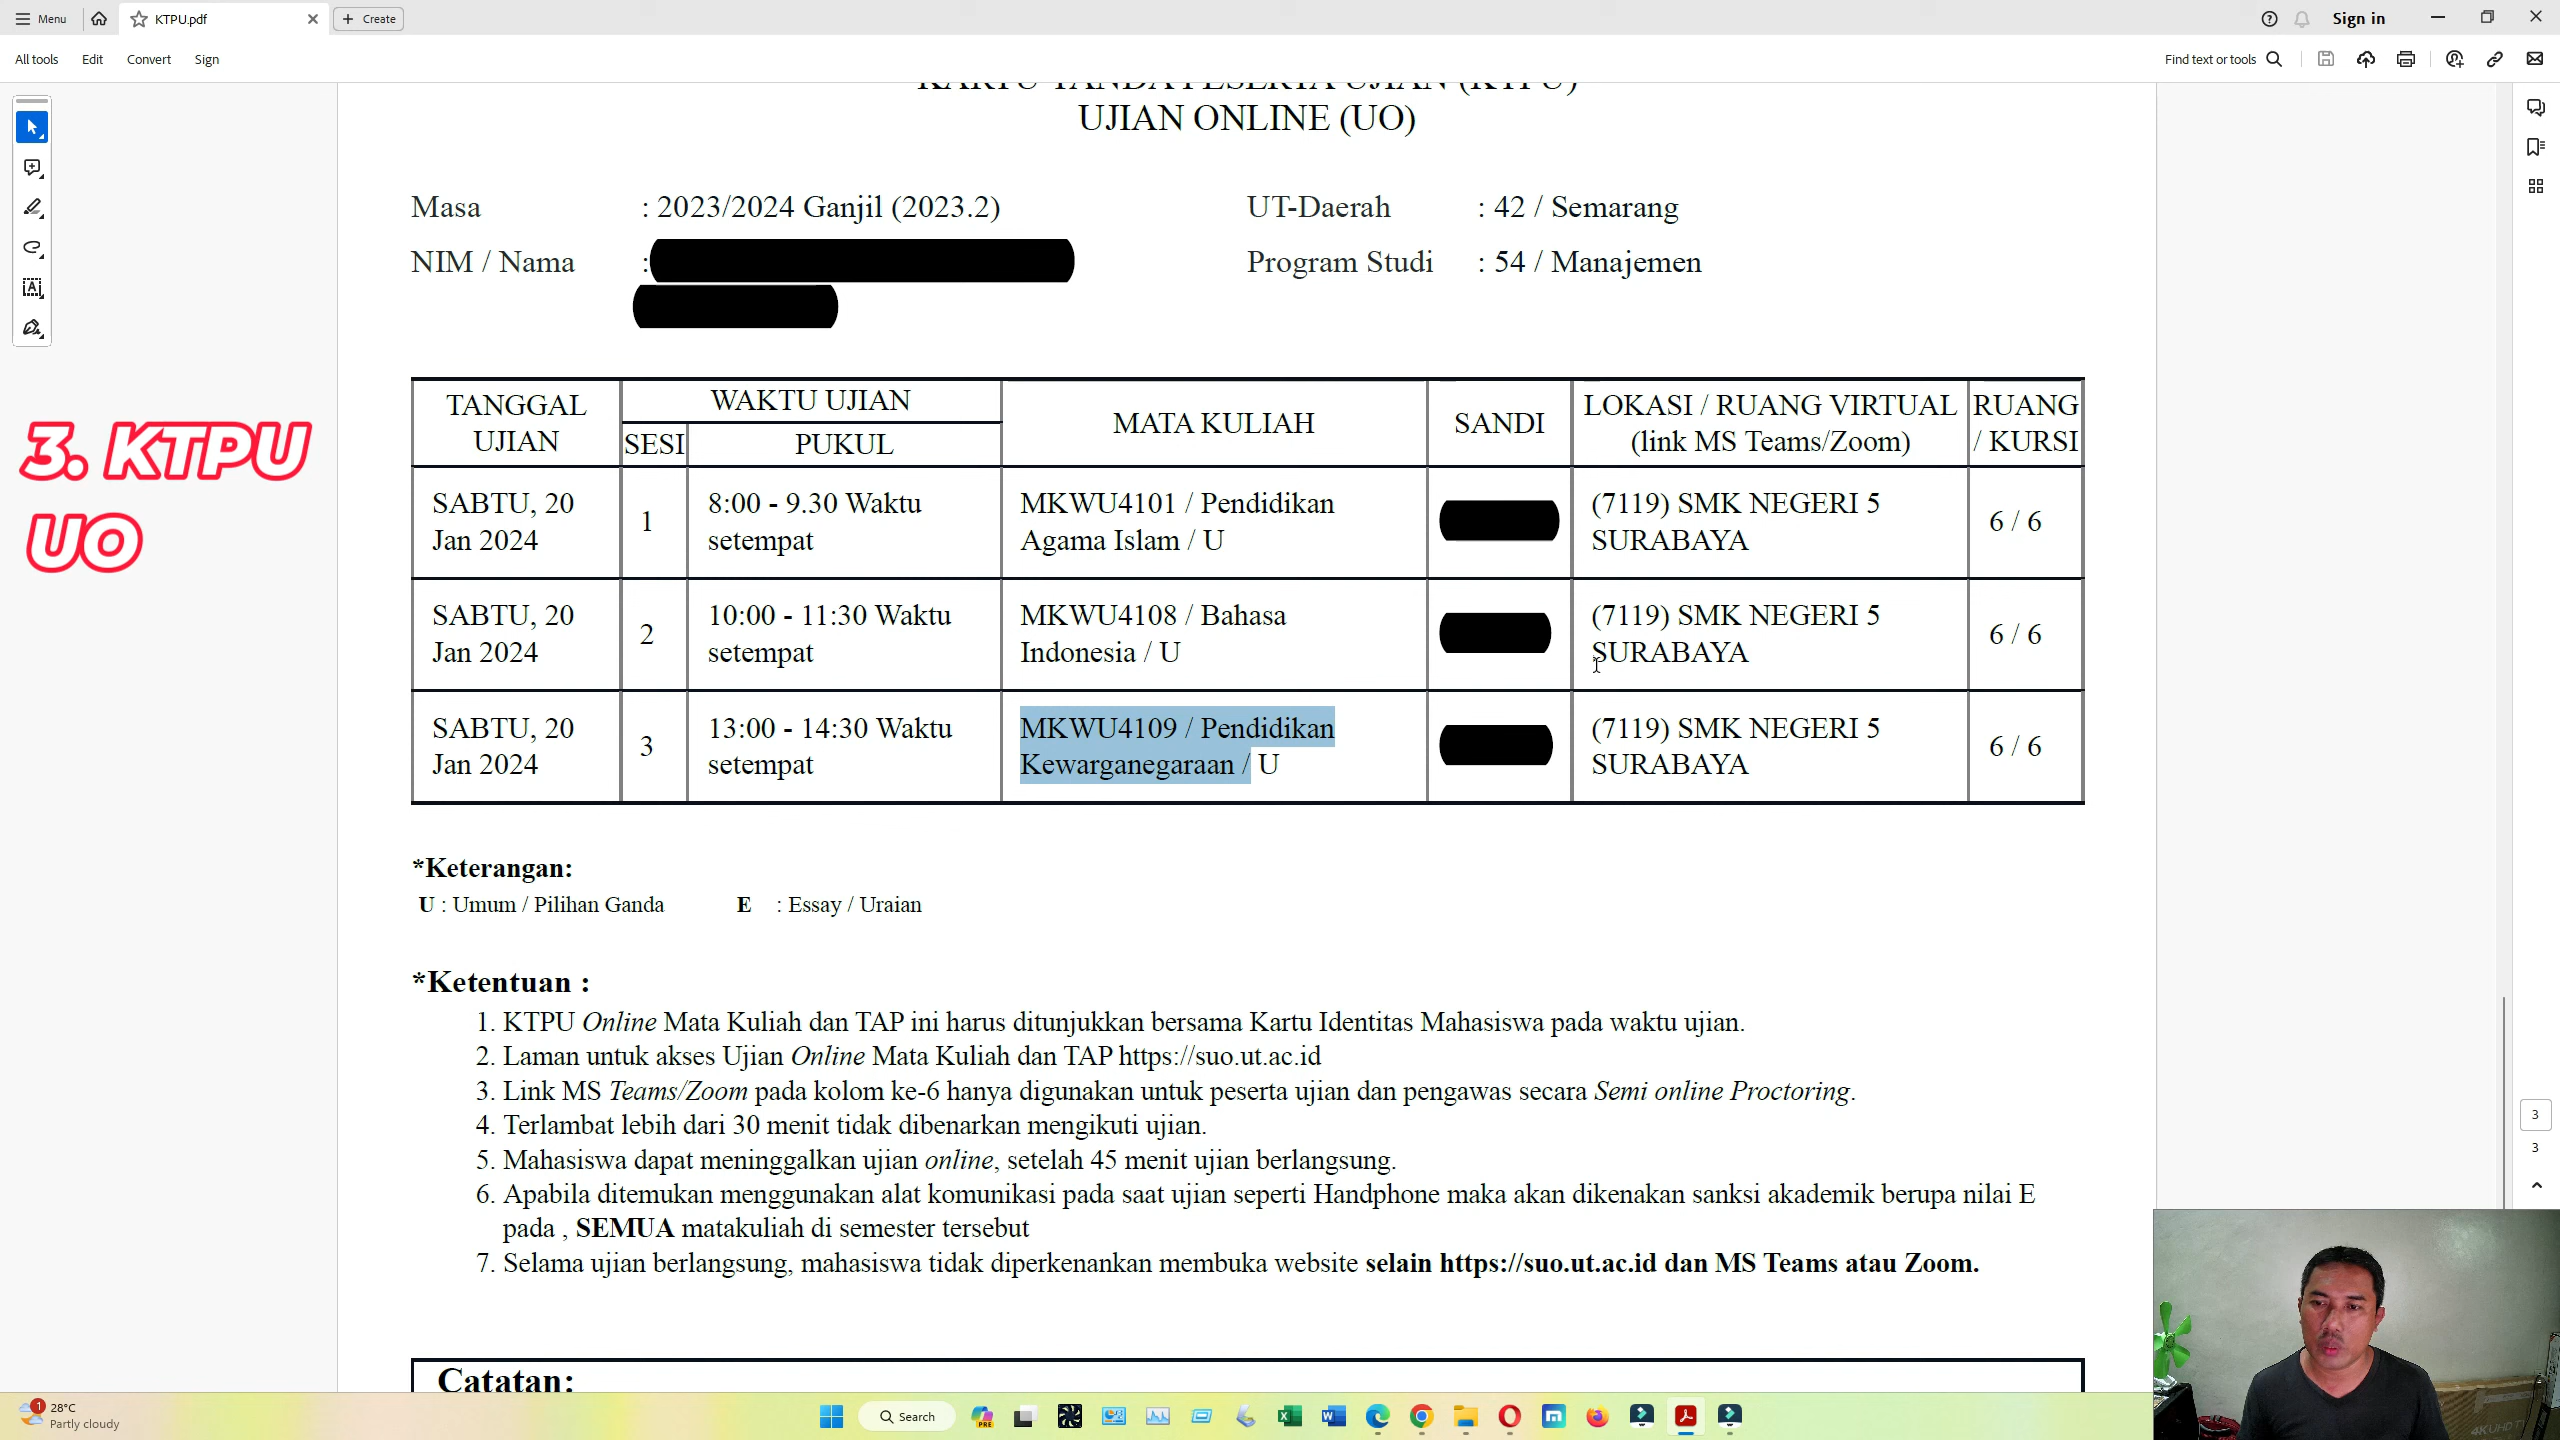 Menu
KTPU.pdf
Create
Sign in
All tools
Edit
Convert
Sign
Find text or tools
KARTU TANDA PESERTA UJIAN (KTPU)
UJIAN ONLINE (UO)
Masa : 2023/2024 Ganjil (2023.2)
UT-Daerah : 42 / Semarang
NIM / Nama :
Program Studi : 54 / Manajemen
3. KTPU
UO
TANGGAL UJIAN
WAKTU UJIAN
SESI
PUKUL
MATA KULIAH
SANDI
LOKASI / RUANG VIRTUAL
(link MS Teams/Zoom)
RUANG
/ KURSI
SABTU, 20
Jan 2024
1
8:00 - 9.30 Waktu
setempat
MKWU4101 / Pendidikan
Agama Islam / U
(7119) SMK NEGERI 5
SURABAYA
6 / 6
SABTU, 20
Jan 2024
2
10:00 - 11:30 Waktu
setempat
MKWU4108 / Bahasa
Indonesia / U
(7119) SMK NEGERI 5
SURABAYA
6 / 6
SABTU, 20
Jan 2024
3
13:00 - 14:30 Waktu
setempat
MKWU4109 / Pendidikan
Kewarganegaraan / U
(7119) SMK NEGERI 5
SURABAYA
6 / 6
*Keterangan:
U : Umum / Pilihan Ganda E : Essay / Uraian
*Ketentuan :
1. KTPU Online Mata Kuliah dan TAP ini harus ditunjukkan bersama Kartu Identitas Mahasiswa pada waktu ujian.
2. Laman untuk akses Ujian Online Mata Kuliah dan TAP https://suo.ut.ac.id
3. Link MS Teams/Zoom pada kolom ke-6 hanya digunakan untuk peserta ujian dan pengawas secara Semi online Proctoring.
4. Terlambat lebih dari 30 menit tidak dibenarkan mengikuti ujian.
5. Mahasiswa dapat meninggalkan ujian online, setelah 45 menit ujian berlangsung.
6. Apabila ditemukan menggunakan alat komunikasi pada saat ujian seperti Handphone maka akan dikenakan sanksi akademik berupa nilai E
pada , SEMUA matakuliah di semester tersebut
7. Selama ujian berlangsung, mahasiswa tidak diperkenankan membuka website selain https://suo.ut.ac.id dan MS Teams atau Zoom.
Catatan:
3
3
1
28°C
Partly cloudy
Search
PRE